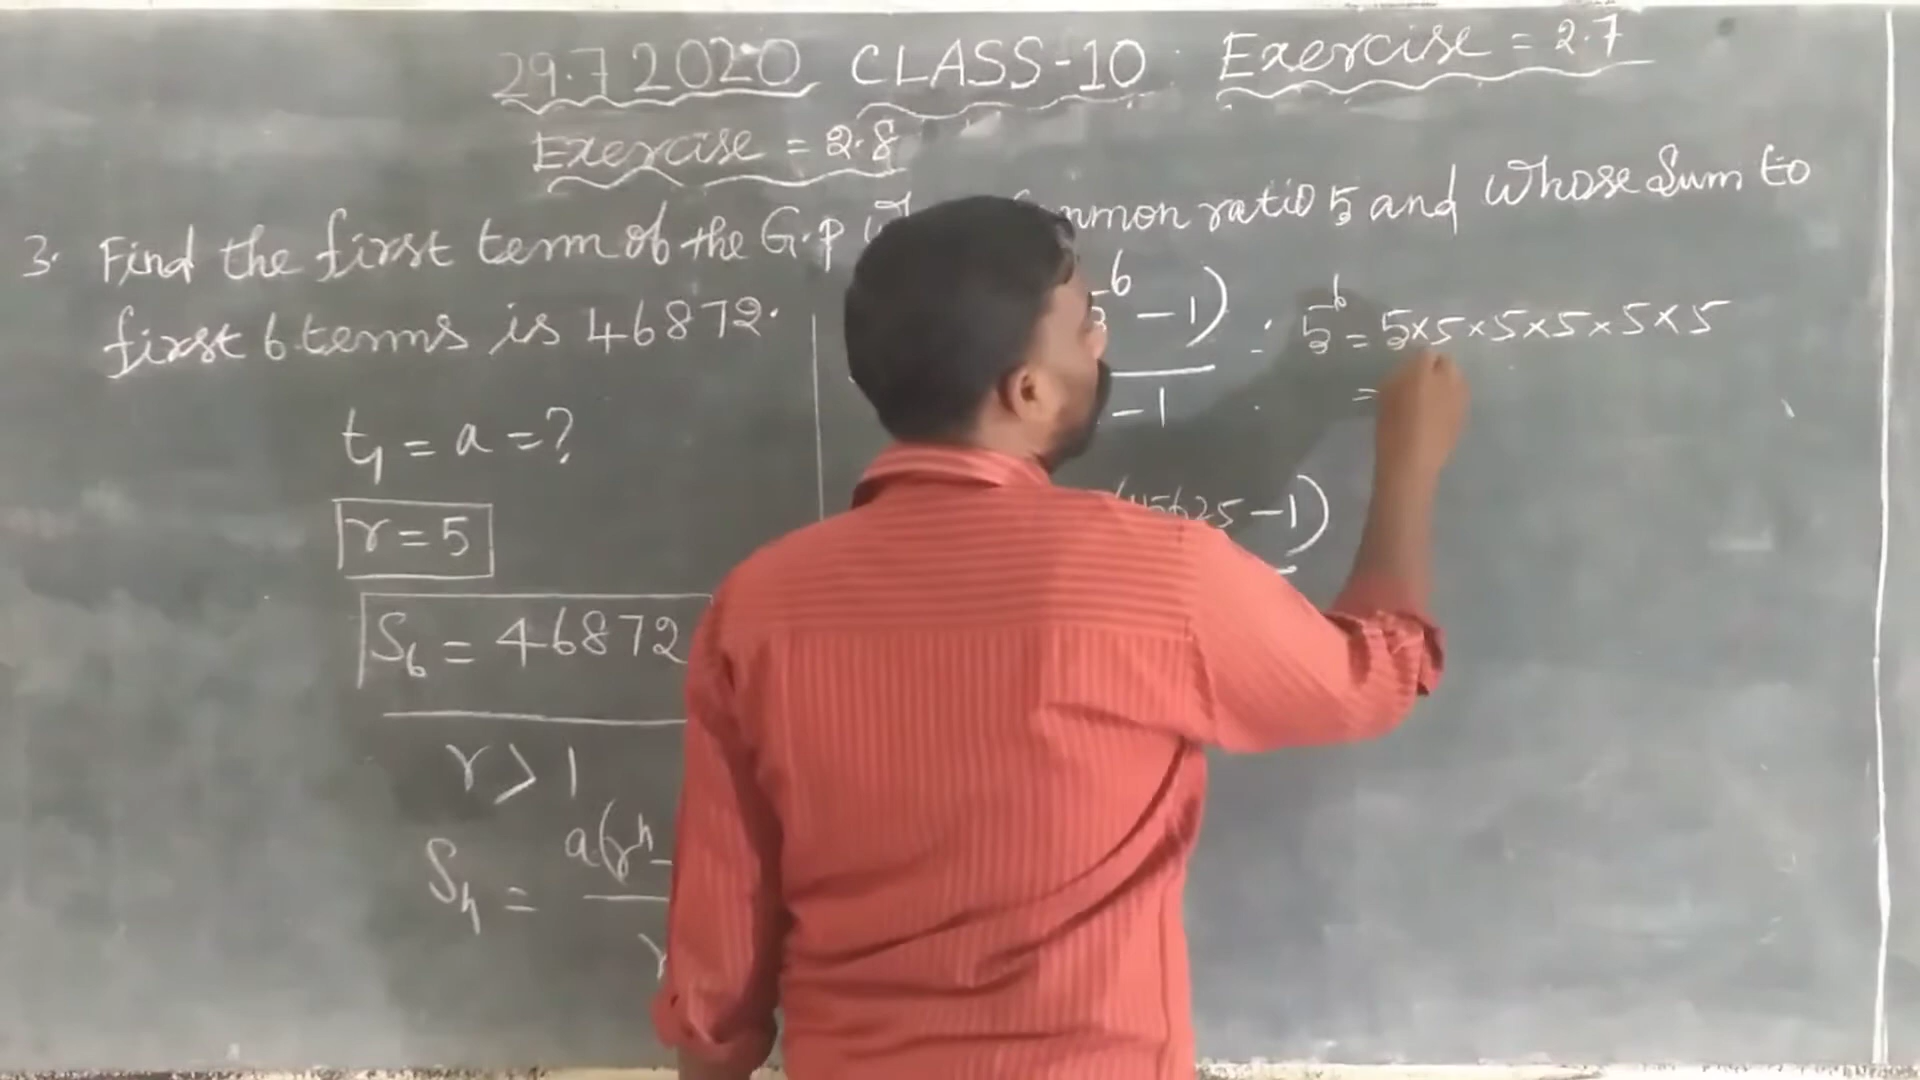 29.7 2020 CLASS-10 Exercise = 2.7
Exercise = 2.8
3. Find the first term of the G.P common ratio 5 and whose Sum to
first 6 terms is 46872.
t₁ = a = ?
r = 5
S₆ = 46872
r > 1
Sₙ = a(rⁿ -
r
5⁶ - 1)
- 1
15625 - 1)
∴ 5⁶ = 5×5×5×5×5×5
=